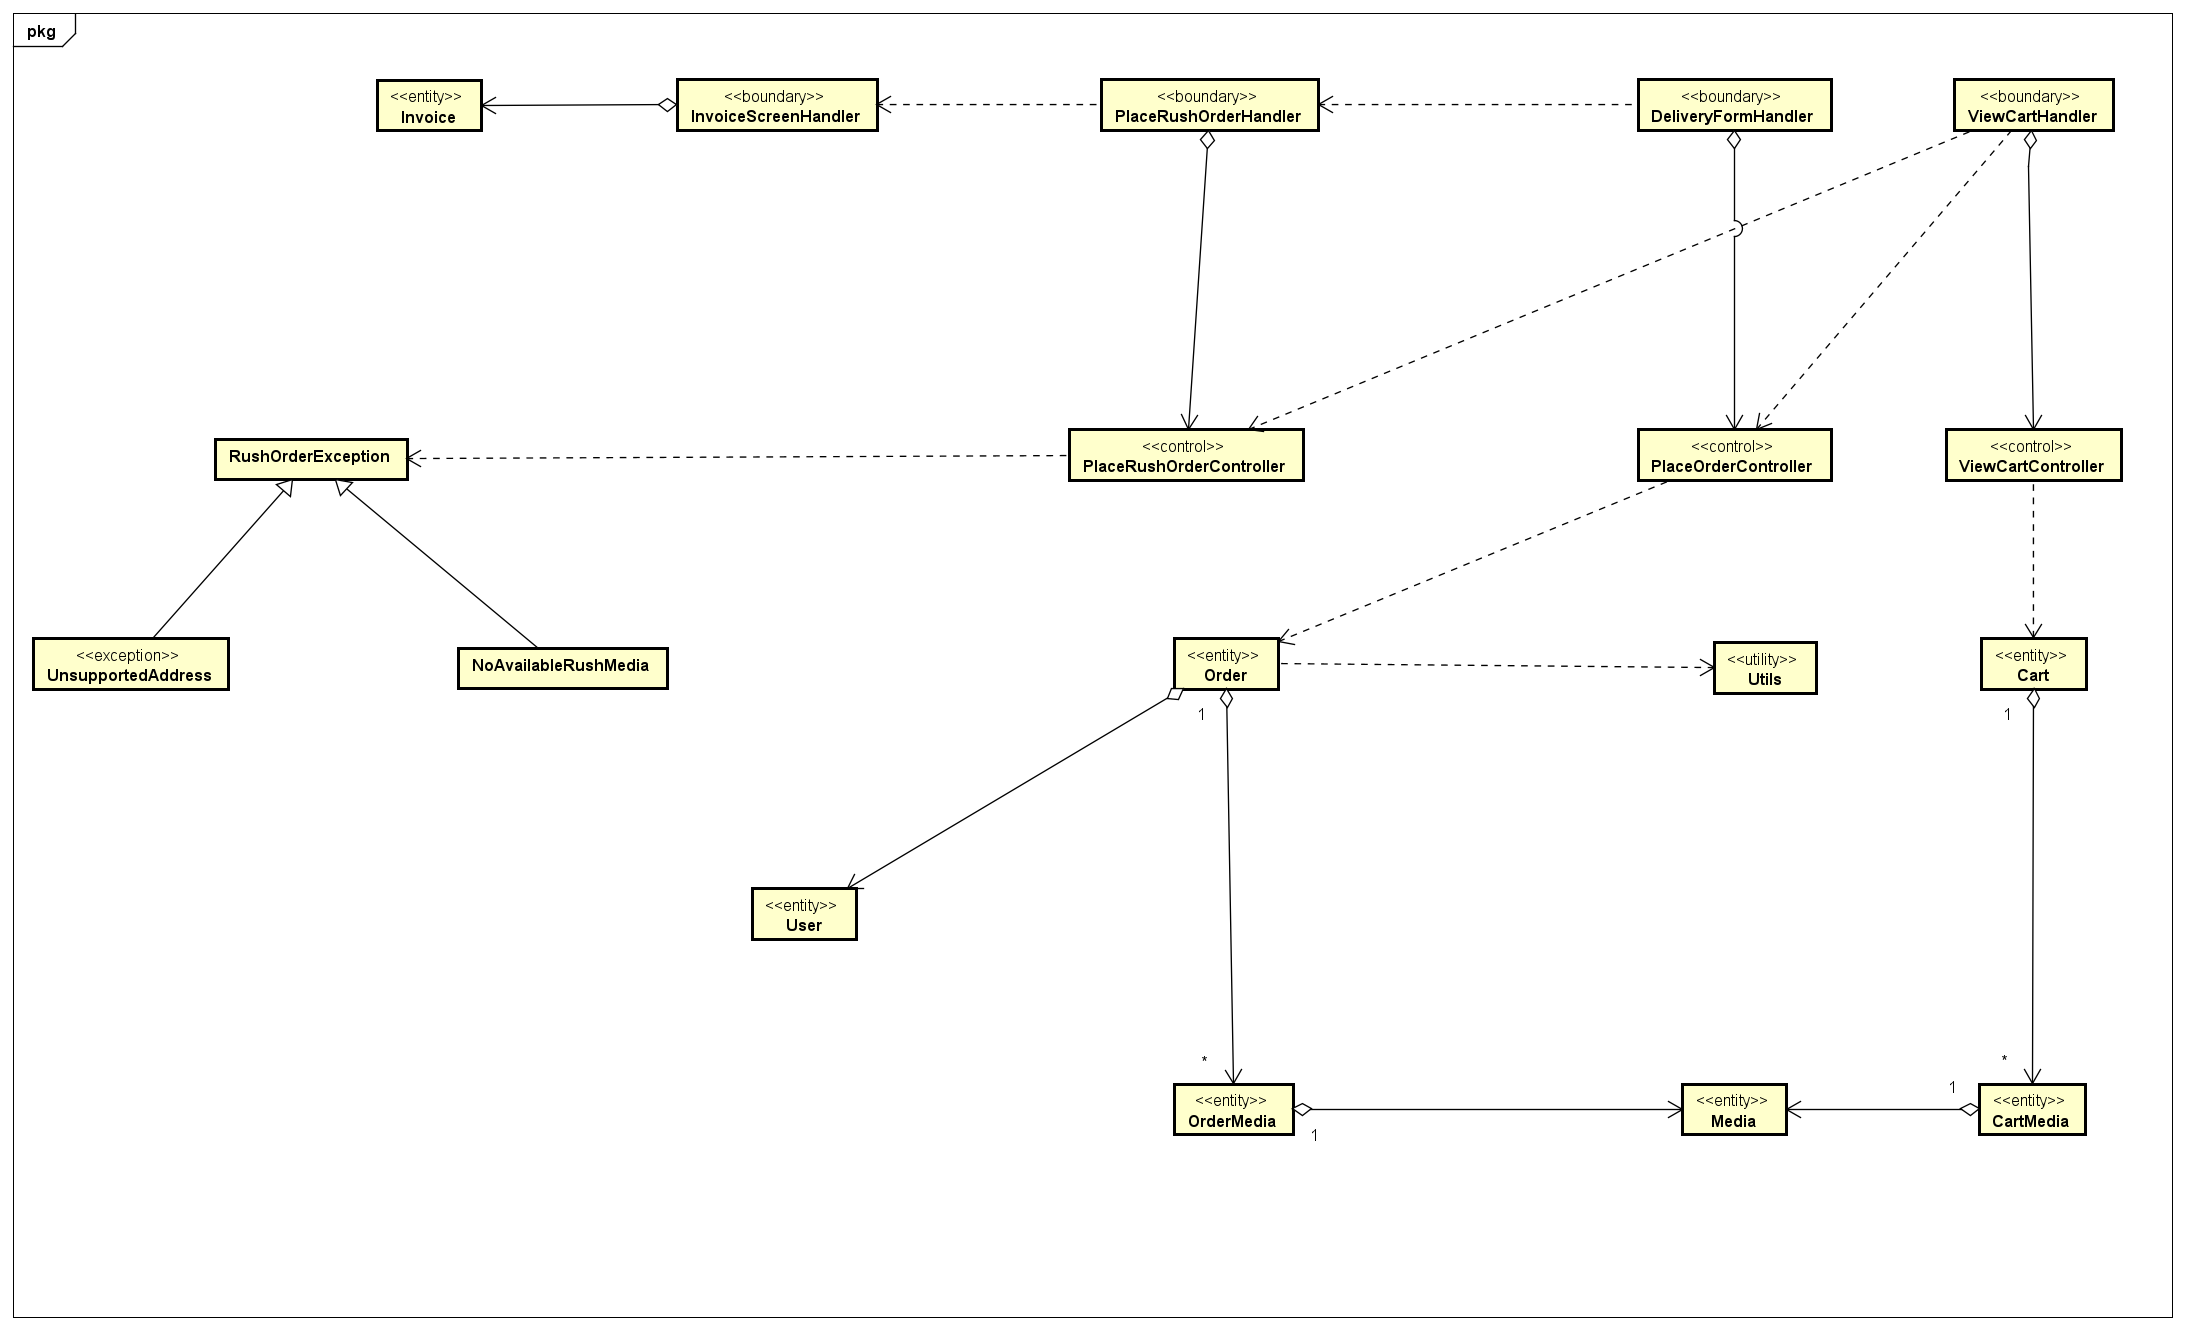 pkg
<<entity>>
Invoice
<<boundary>>
InvoiceScreenHandler
<<boundary>>
PlaceRushOrderHandler
<<boundary>>
DeliveryFormHandler
<<boundary>>
ViewCartHandler
RushOrderException
<<control>>
PlaceRushOrderController
<<control>>
PlaceOrderController
<<control>>
ViewCartController
<<exception>>
UnsupportedAddress
NoAvailableRushMedia
<<entity>>
Order
<<utility>>
Utils
<<entity>>
Cart
1
1
<<entity>>
User
*
*
<<entity>>
OrderMedia
1
<<entity>>
Media
1
<<entity>>
CartMedia